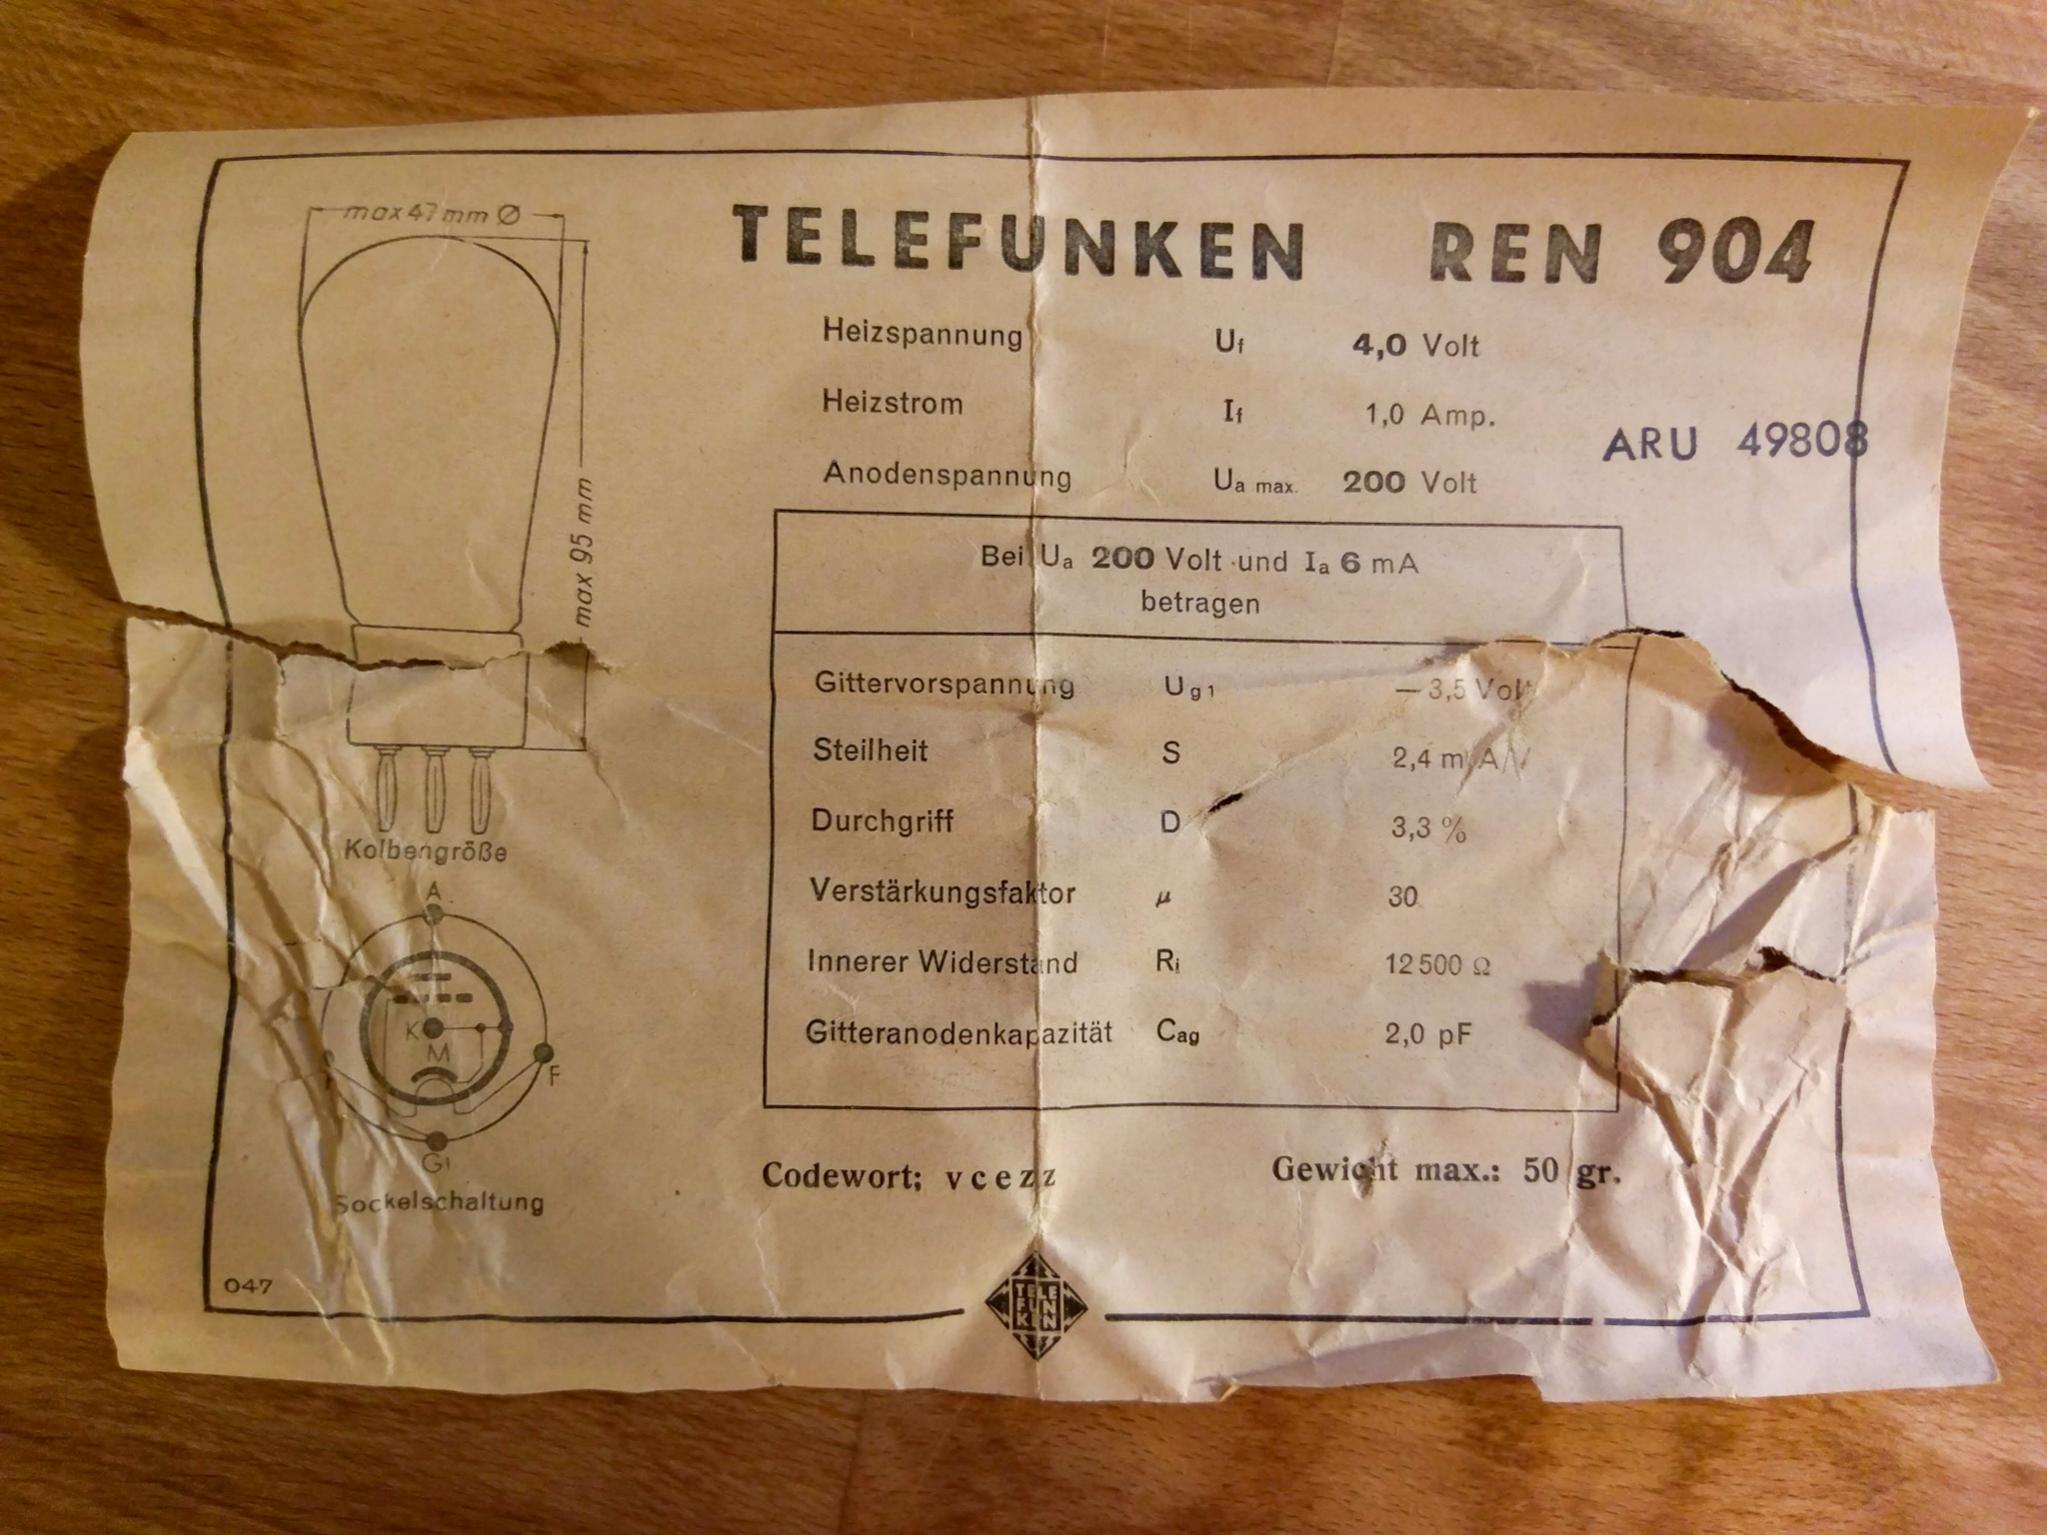 max 47 mm Ø
TELEFUNKEN REN 904
Heizspannung Uf 4,0 Volt
Heizstrom If 1,0 Amp.
ARU 49808
Anodenspannung Ua max. 200 Volt
max 95 mm
Bei Ua 200 Volt und Ia 6 mA
betragen
Gittervorspannung Ug1 — 3,5 Volt
Steilheit S 2,4 mA/V
Durchgriff D 3,3 %
Verstärkungsfaktor µ 30
Innerer Widerstand Ri 12 500 Ω
Gitteranodenkapazität Cag 2,0 pF
Kolbengröße
A
K
M
F
G1
Sockelschaltung
Codewort: vcezz Gewicht max.: 50 gr.
047
TELE
FUN
KEN